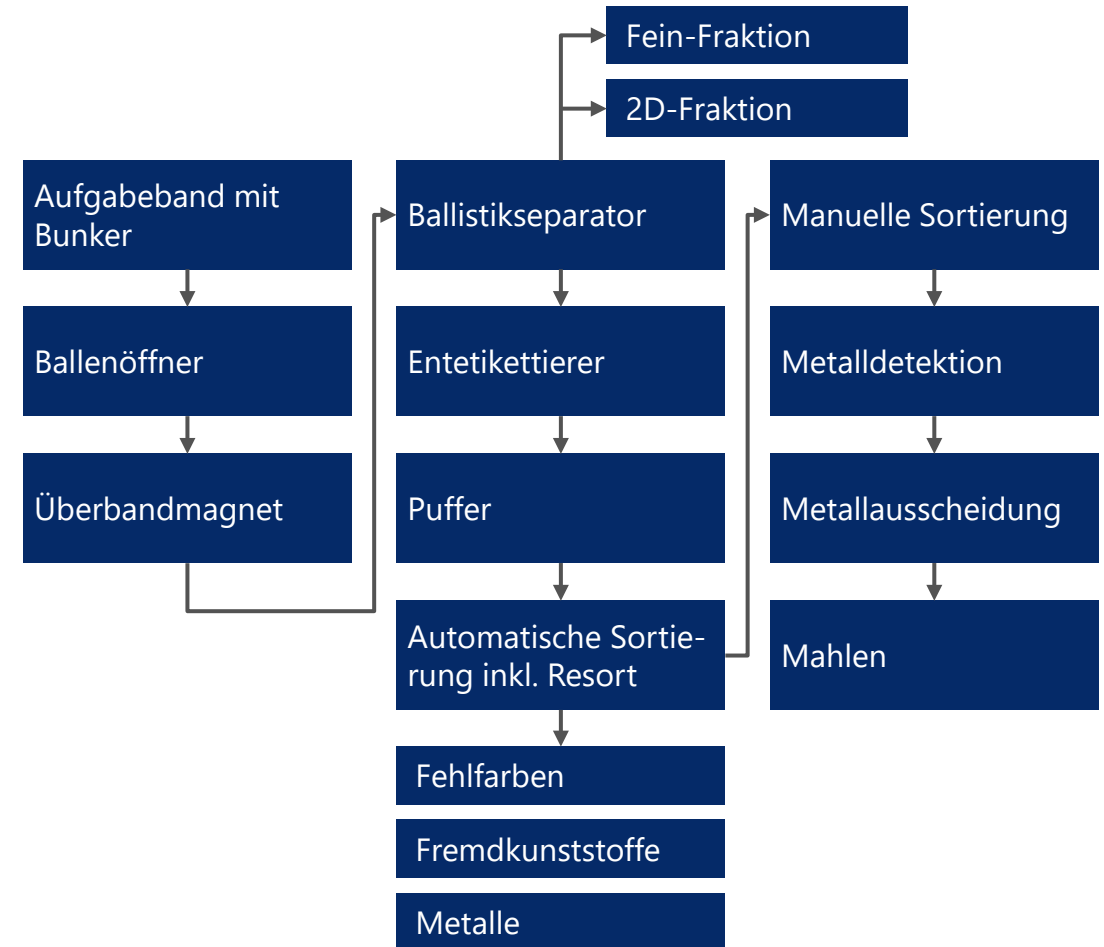 Fein-Fraktion
2D-Fraktion
Aufgabeband mit
Bunker
Ballenöffner
Überbandmagnet
Ballistikseparator
Entetikettierer
Puffer
Automatische Sortie-
rung inkl. Resort
Fehlfarben
Fremdkunststoffe
Metalle
Manuelle Sortierung
Metalldetektion
Metallausscheidung
Mahlen